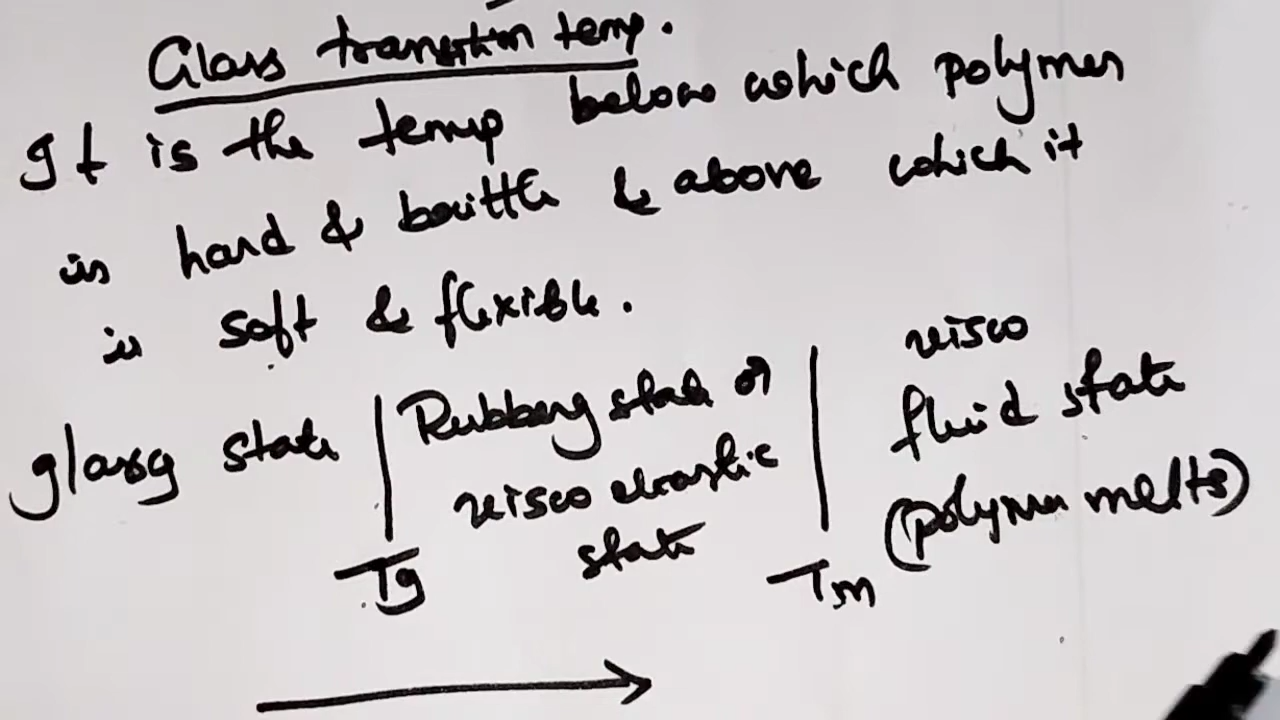 Glass transition temp.
It is the temp below which polymer
is hard & brittle & above which it
is soft & flexible.
glassy state | Rubbery state or | visco
visco elastic fluid state
state (polymer melts)
Tg Tm